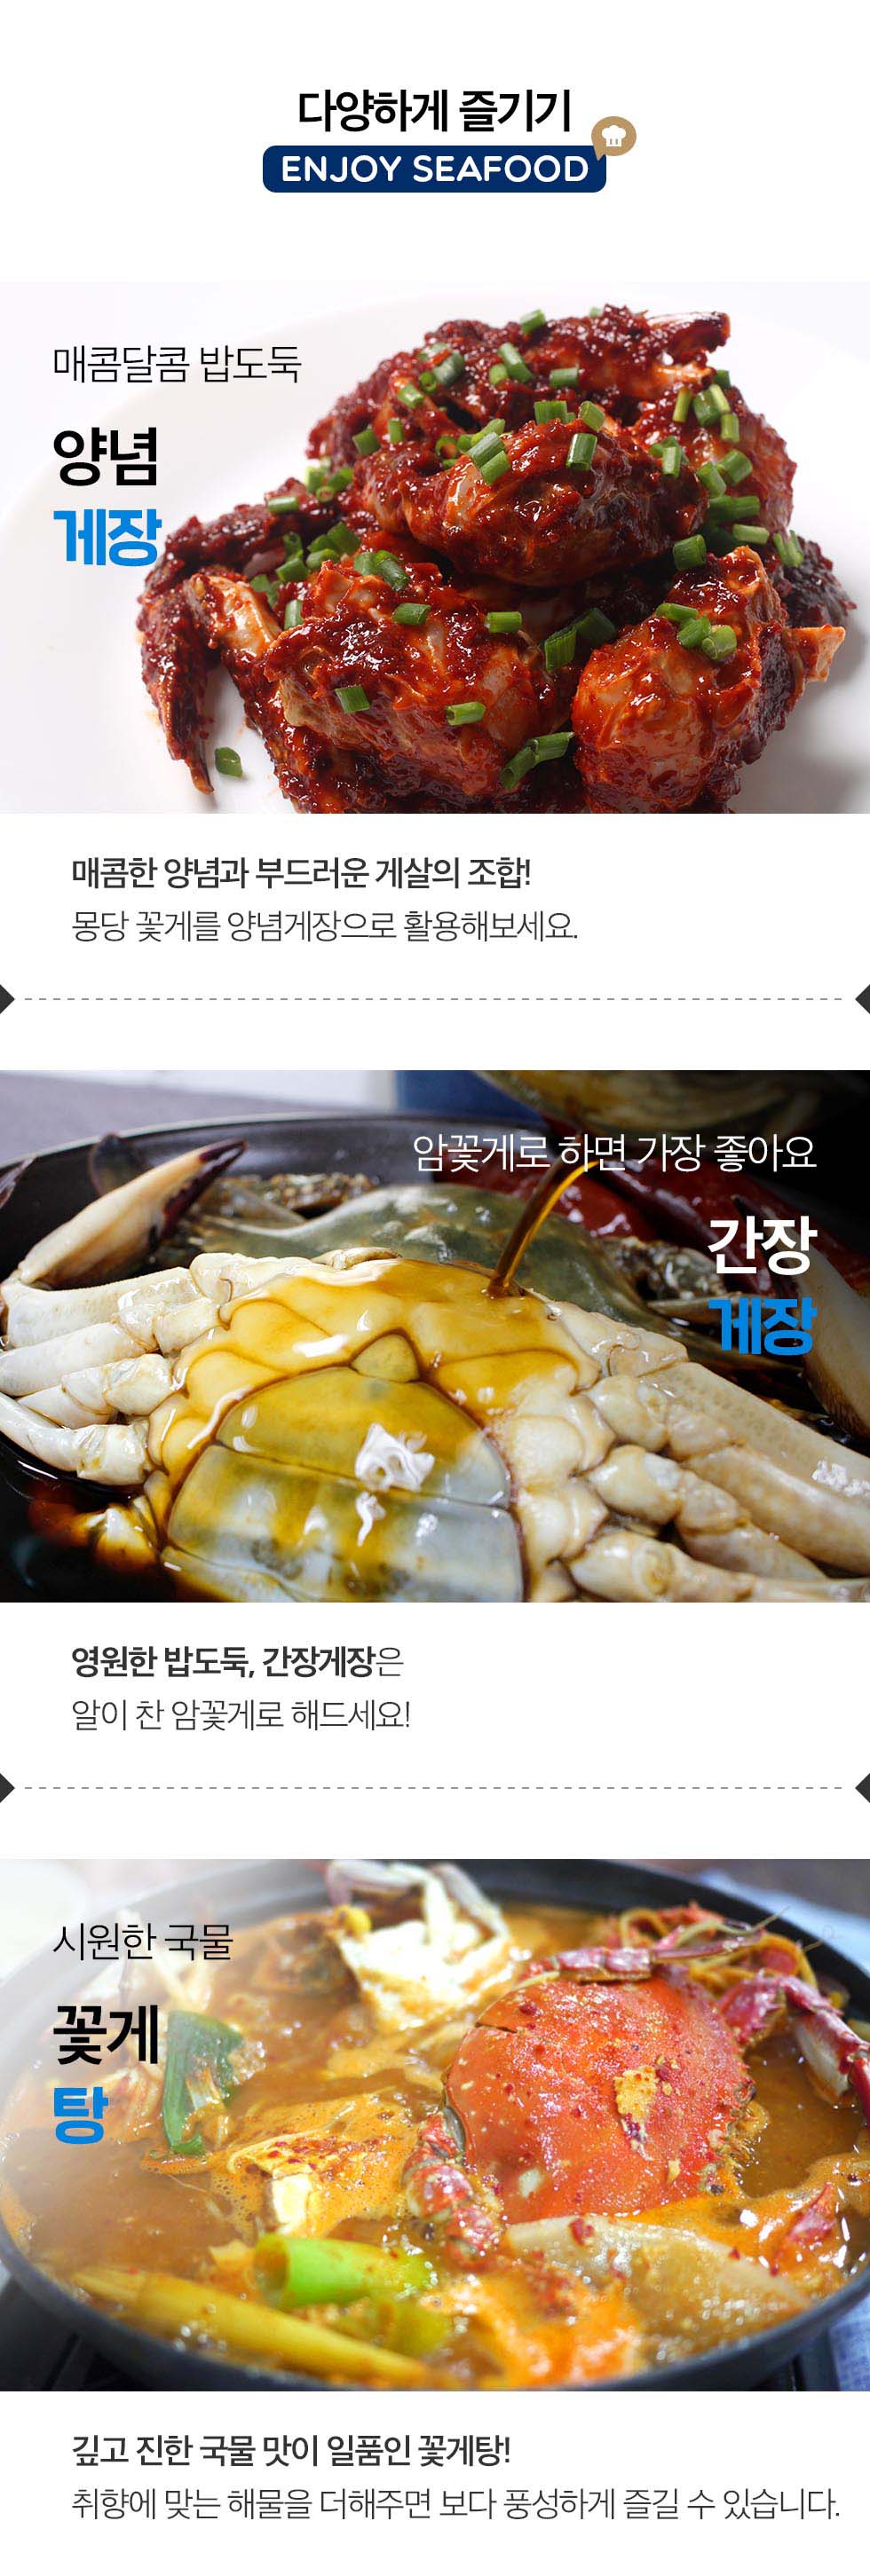 다양하게 즐기기
ENJOY SEAFOOD
매콤달콤 밥도둑
양념
게장
매콤한 양념과 부드러운 게살의 조합!
몽당 꽃게를 양념게장으로 활용해보세요.
암꽃게로 하면 가장 좋아요
간장
게장
영원한 밥도둑, 간장게장은
알이 찬 암꽃게로 해드세요!
시원한 국물
꽃게
탕
깊고 진한 국물 맛이 일품인 꽃게탕!
취향에 맞는 해물을 더해주면 보다 풍성하게 즐길 수 있습니다.